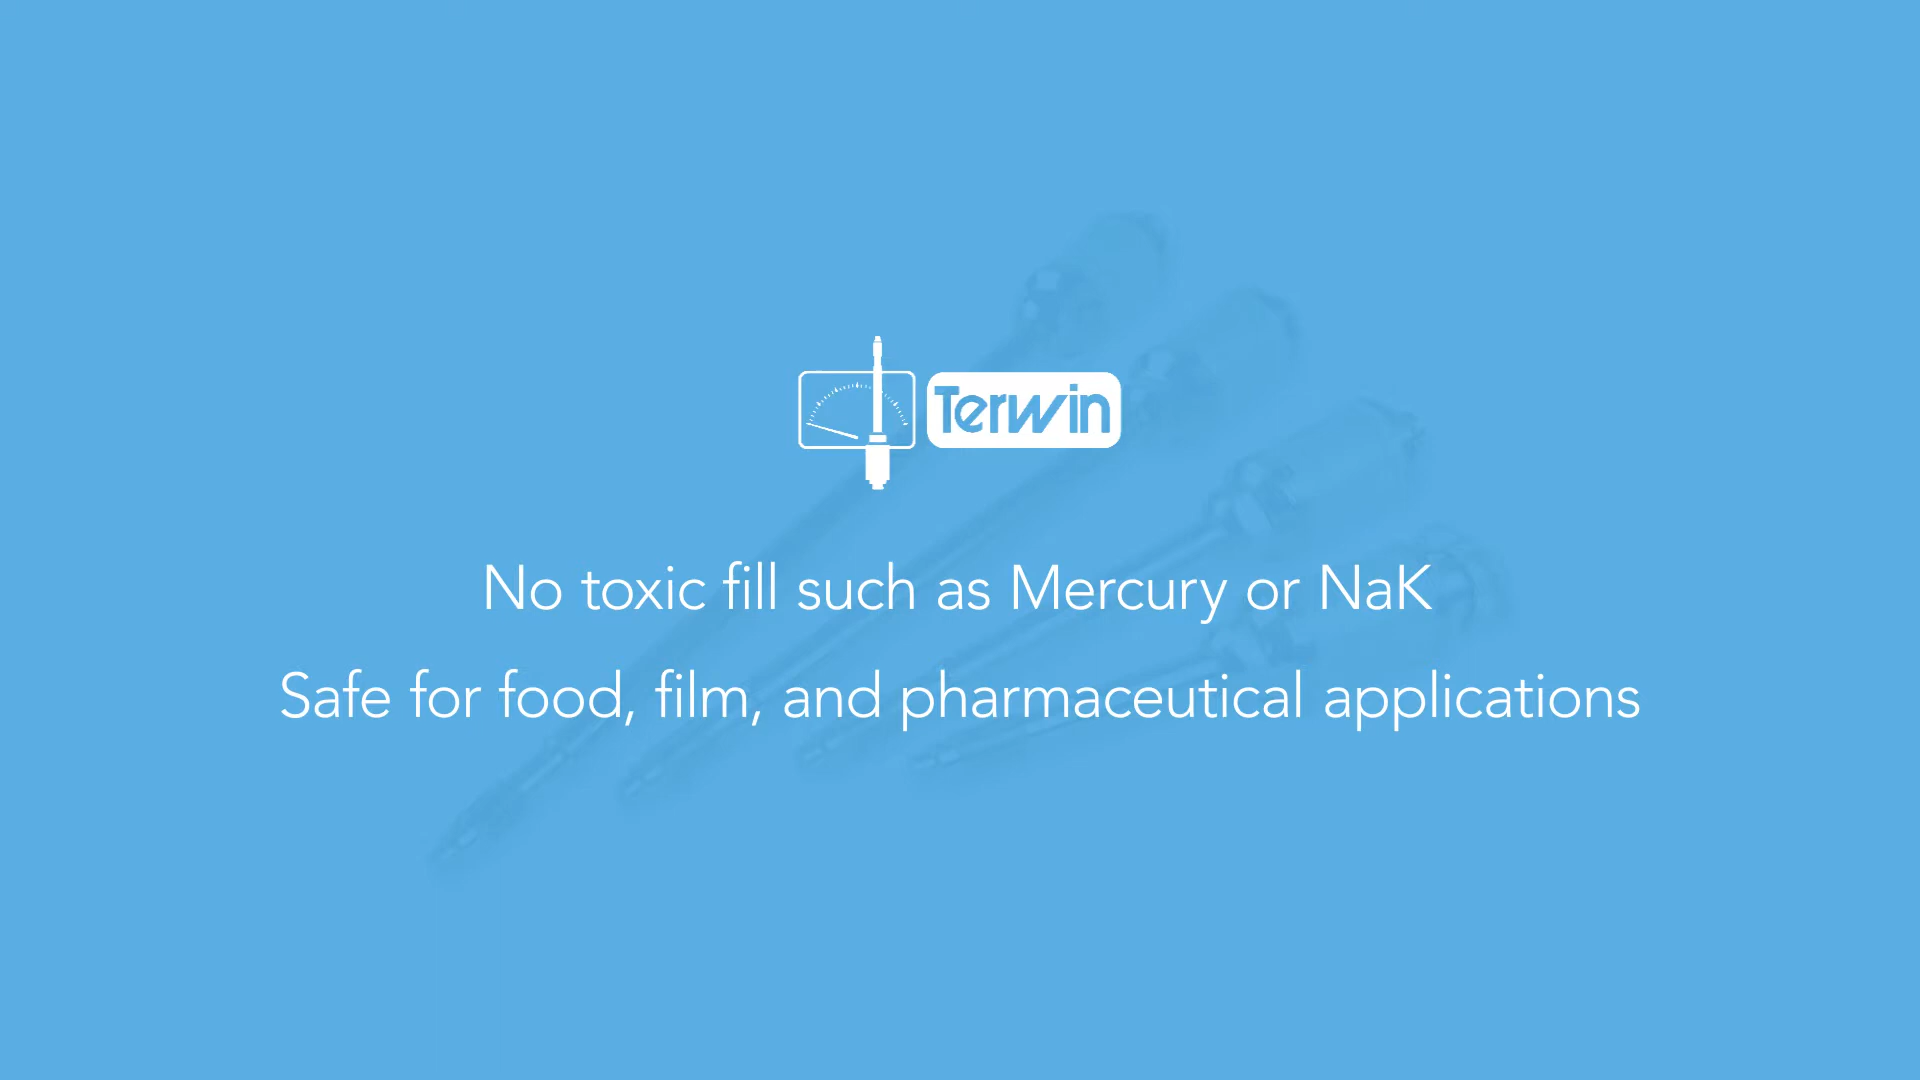 Terwin
No toxic fill such as Mercury or NaK
Safe for food, film, and pharmaceutical applications